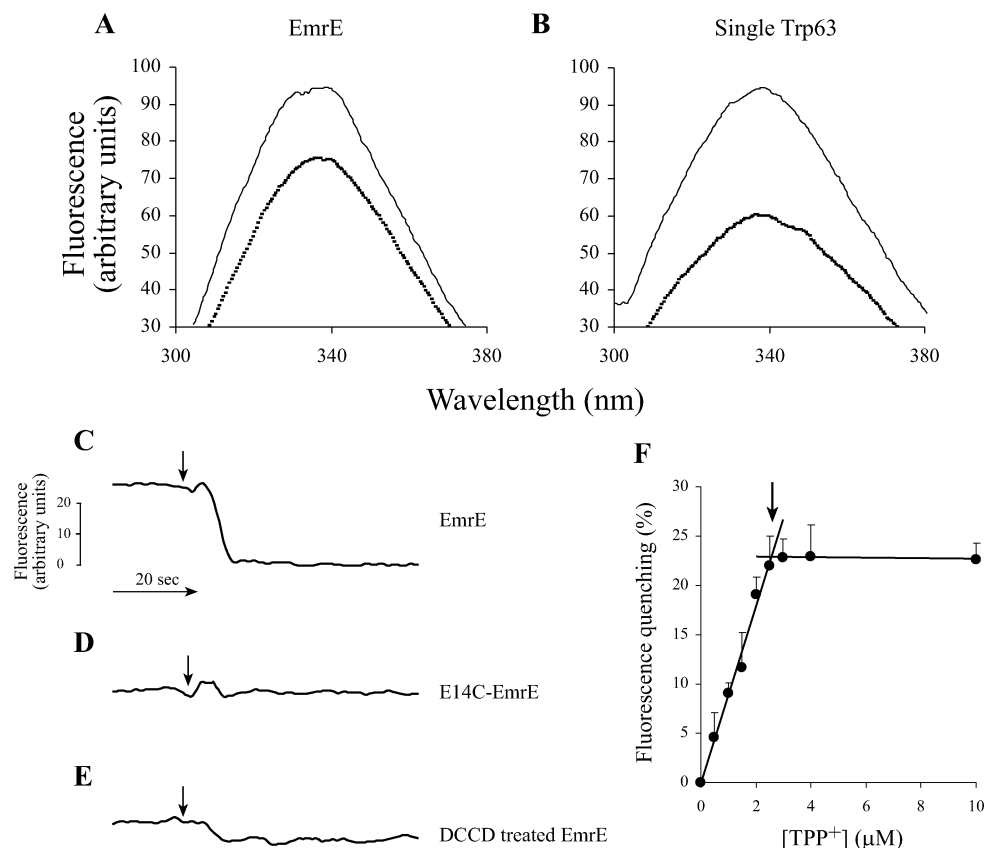 A
EmrE
B
Single Trp63
Fluorescence
(arbitrary units)
100
90
80
70
60
50
40
30
300
340
380
100
90
80
70
60
50
40
30
300
340
380
Wavelength (nm)
C
Fluorescence
(arbitrary units)
20
10
0
20 sec
EmrE
D
E14C-EmrE
E
DCCD treated EmrE
F
Fluorescence quenching (%)
30
25
20
15
10
5
0
0
2
4
6
8
10
[TPP+] (μM)